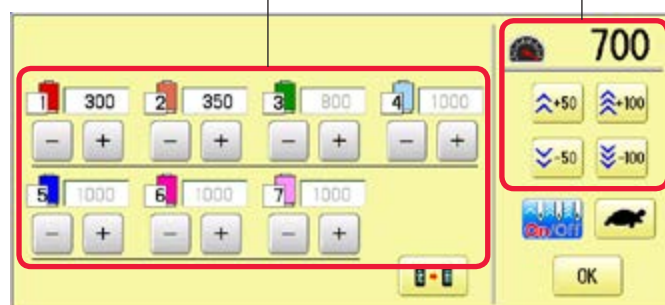 700
1 300 2 350 3 800 4 1000
- + - + - + - +
+50 +100
-50 -100
5 1000 6 1000 7 1000
- + - + - +
On/Off
OK